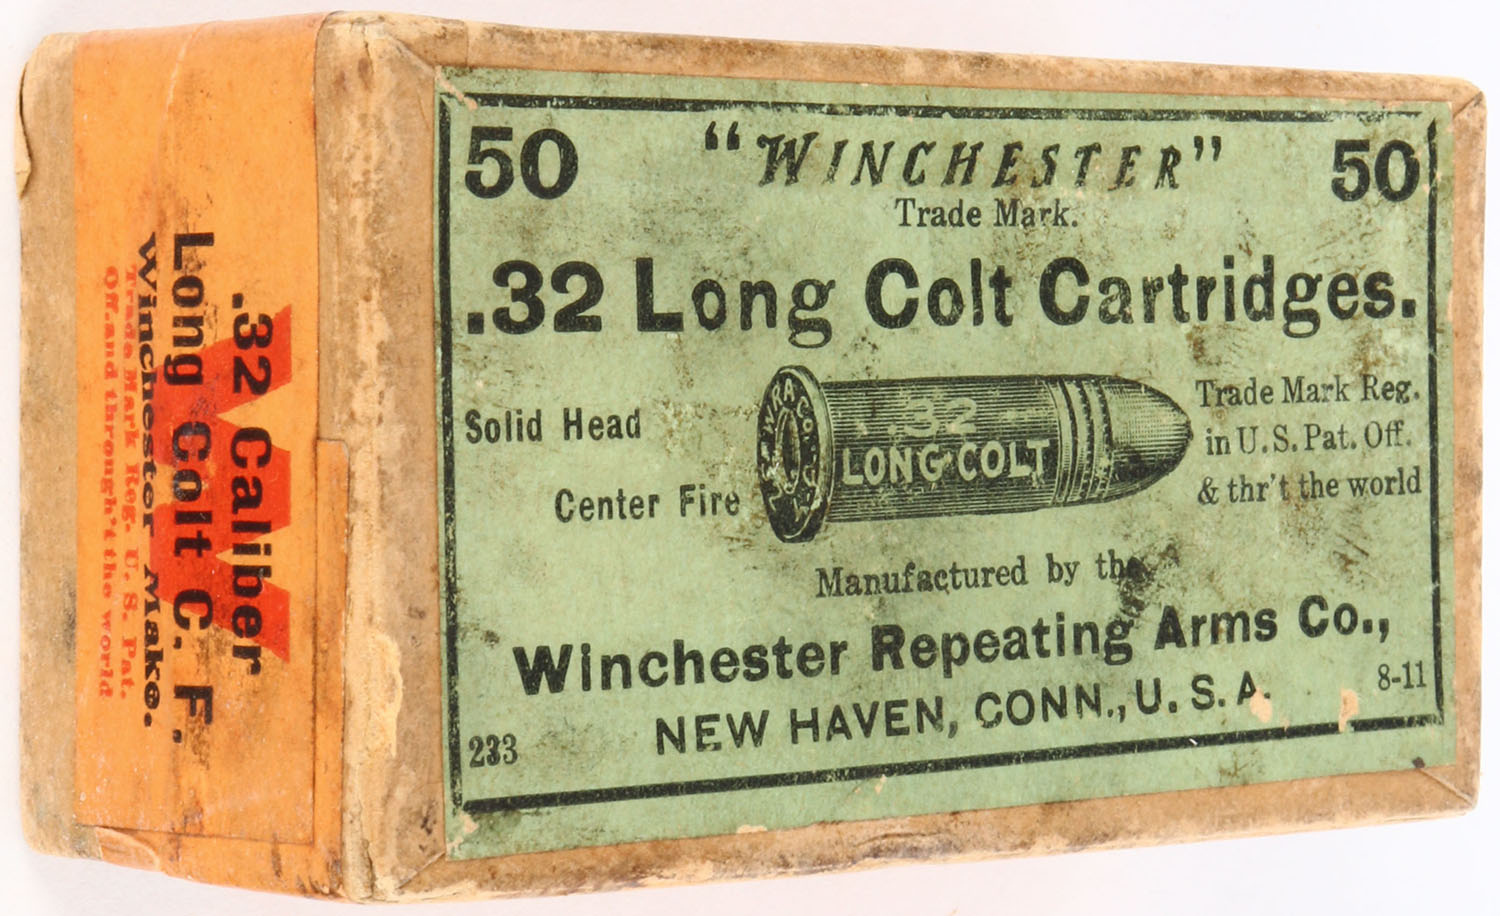 50 "WINCHESTER" 50
Trade Mark.
.32 Long Colt Cartridges.
Solid Head
Center Fire
W.R.A.CO.
.32
LONG COLT
Trade Mark Reg.
in U.S. Pat. Off.
& thr't the world
Manufactured by the
Winchester Repeating Arms Co.,
NEW HAVEN, CONN., U. S. A.
233
8-11
W
.32 Caliber
Long Colt C. F.
Winchester Make.
Trade Mark Reg. U. S. Pat.
Off. and through't the world